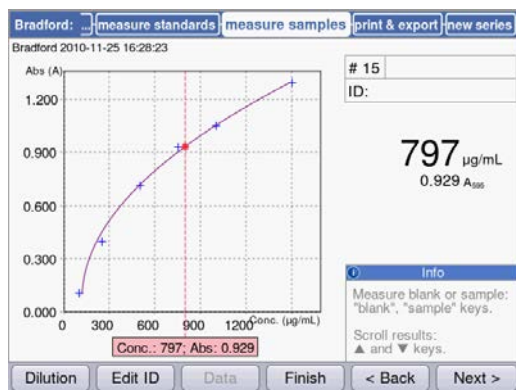 Bradford: ... measure standards measure samples print & export new series
Bradford 2010-11-25 16:28:23
Abs (A)
1.200
0.900
0.600
0.300
0.000
0 300 600 900 1200 Conc. (µg/mL)
Conc.: 797; Abs: 0.929
# 15
ID:
797 µg/mL
0.929 A595
Info
Measure blank or sample:
"blank", "sample" keys.
Scroll results:
▲ and ▼ keys.
Dilution Edit ID Data Finish < Back Next >